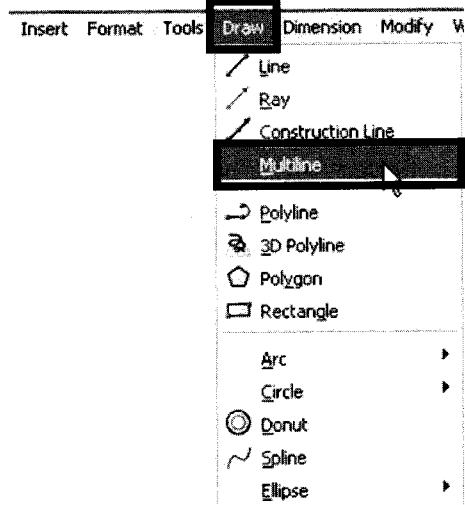 Insert Format Tools Draw Dimension Modify W
Line
Ray
Construction Line
Multiline
Polyline
3D Polyline
Polygon
Rectangle
Arc
Circle
Donut
Spline
Ellipse